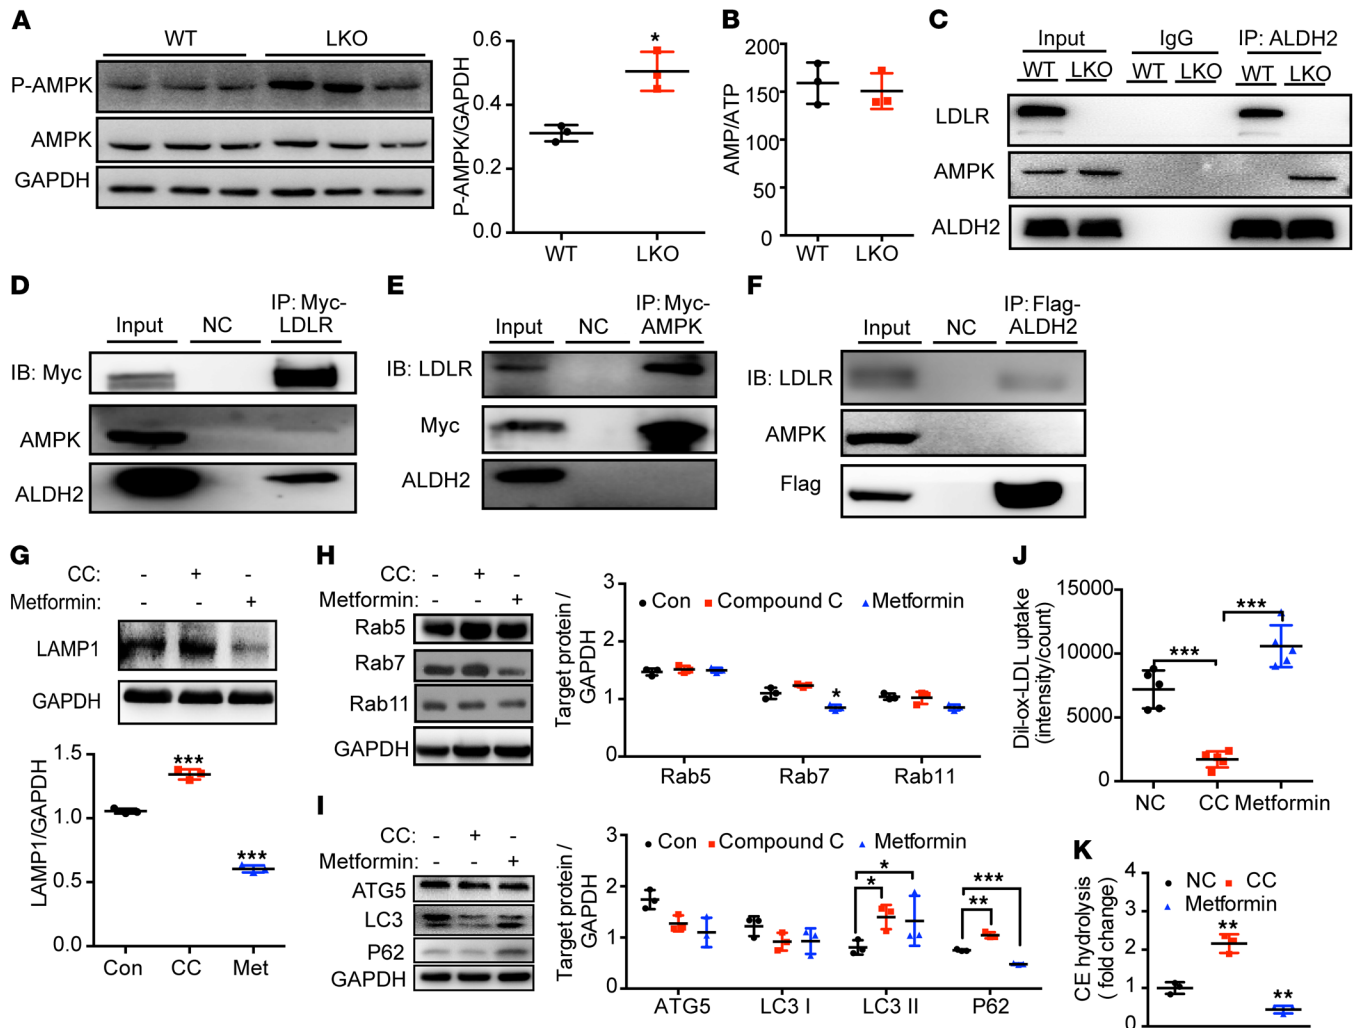 A
WT LKO
P-AMPK
AMPK
GAPDH
P-AMPK/GAPDH
0.6
0.4
0.2
0.0
*
WT LKO
B
AMP/ATP
200
150
100
50
0
WT LKO
C
Input IgG IP: ALDH2
WT LKO WT LKO WT LKO
LDLR
AMPK
ALDH2
D
Input NC IP: Myc-
LDLR
IB: Myc
AMPK
ALDH2
E
Input NC IP: Myc-
AMPK
IB: LDLR
Myc
ALDH2
F
Input NC IP: Flag-
ALDH2
IB: LDLR
AMPK
Flag
G
CC: - + -
Metformin: - - +
LAMP1
GAPDH
LAMP1/GAPDH
1.5
1.0
0.5
0.0
***
***
Con CC Met
H
CC: - + -
Metformin: - - +
Rab5
Rab7
Rab11
GAPDH
Target protein /
GAPDH
3
2
1
0
Con Compound C Metformin
*
Rab5 Rab7 Rab11
I
CC: - + -
Metformin: - - +
ATG5
LC3
P62
GAPDH
Target protein /
GAPDH
3
2
1
0
Con Compound C Metformin
* *
** ***
ATG5 LC3 I LC3 II P62
J
Dil-ox-LDL uptake
(intensity/count)
15000
10000
5000
0
*** ***
NC CC Metformin
K
CE hydrolysis
( fold change)
4
3
2
1
0
NC CC
Metformin
**
**